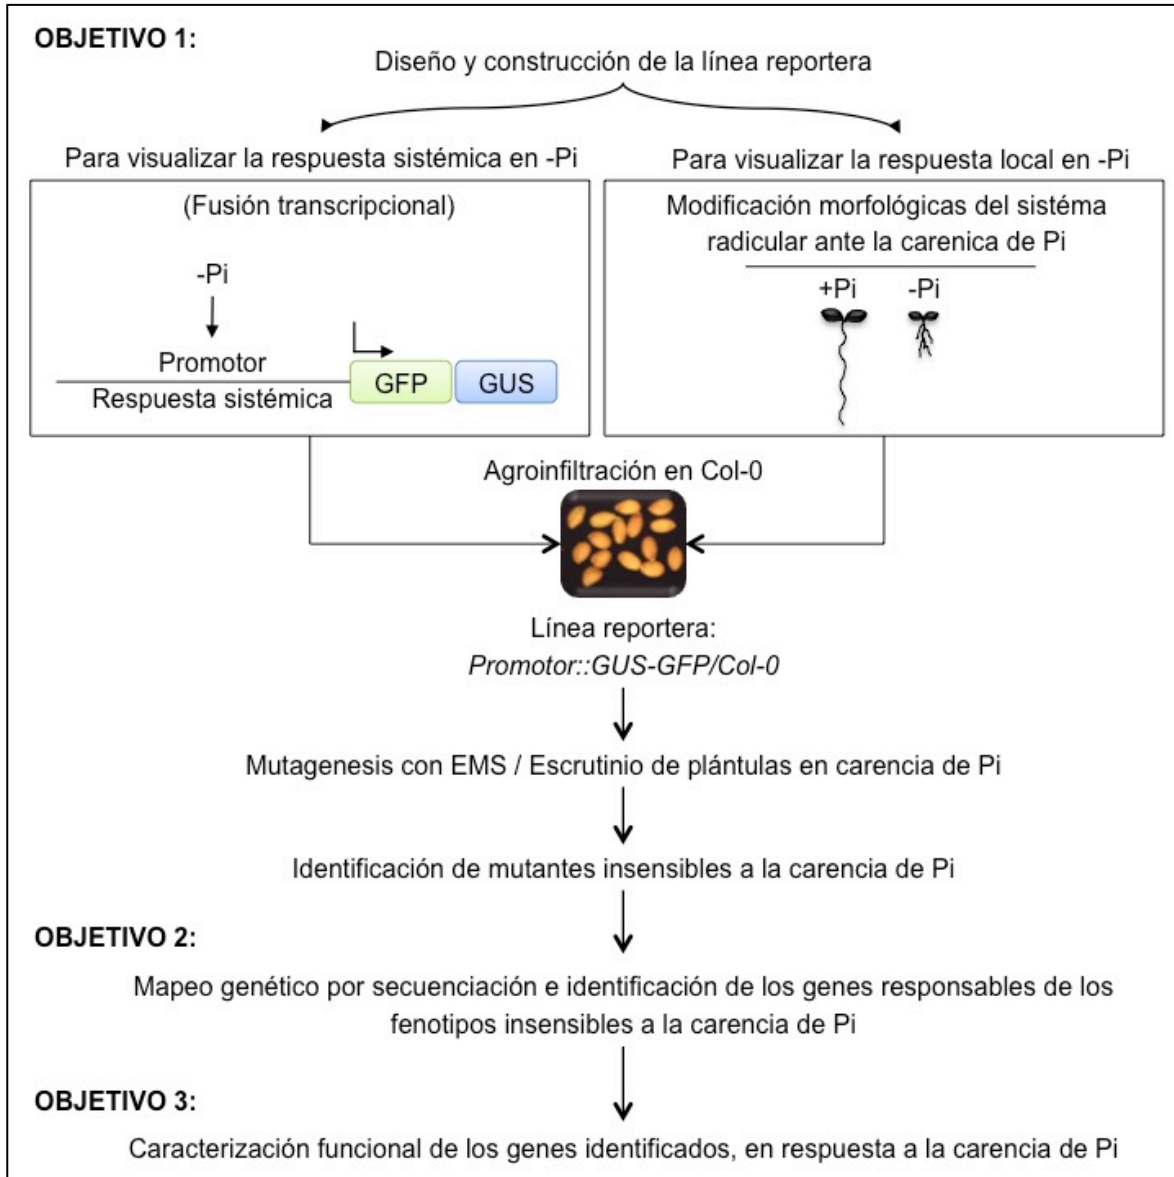 OBJETIVO 1:
Diseño y construcción de la línea reportera
Para visualizar la respuesta sistémica en -Pi
(Fusión transcripcional)
-Pi
Promotor
Respuesta sistémica
GFP
GUS
Para visualizar la respuesta local en -Pi
Modificación morfológicas del sistéma
radicular ante la carenica de Pi
+Pi
-Pi
Agroinfiltración en Col-0
Línea reportera:
Promotor::GUS-GFP/Col-0
Mutagenesis con EMS / Escrutinio de plántulas en carencia de Pi
Identificación de mutantes insensibles a la carencia de Pi
OBJETIVO 2:
Mapeo genético por secuenciación e identificación de los genes responsables de los
fenotipos insensibles a la carencia de Pi
OBJETIVO 3:
Caracterización funcional de los genes identificados, en respuesta a la carencia de Pi